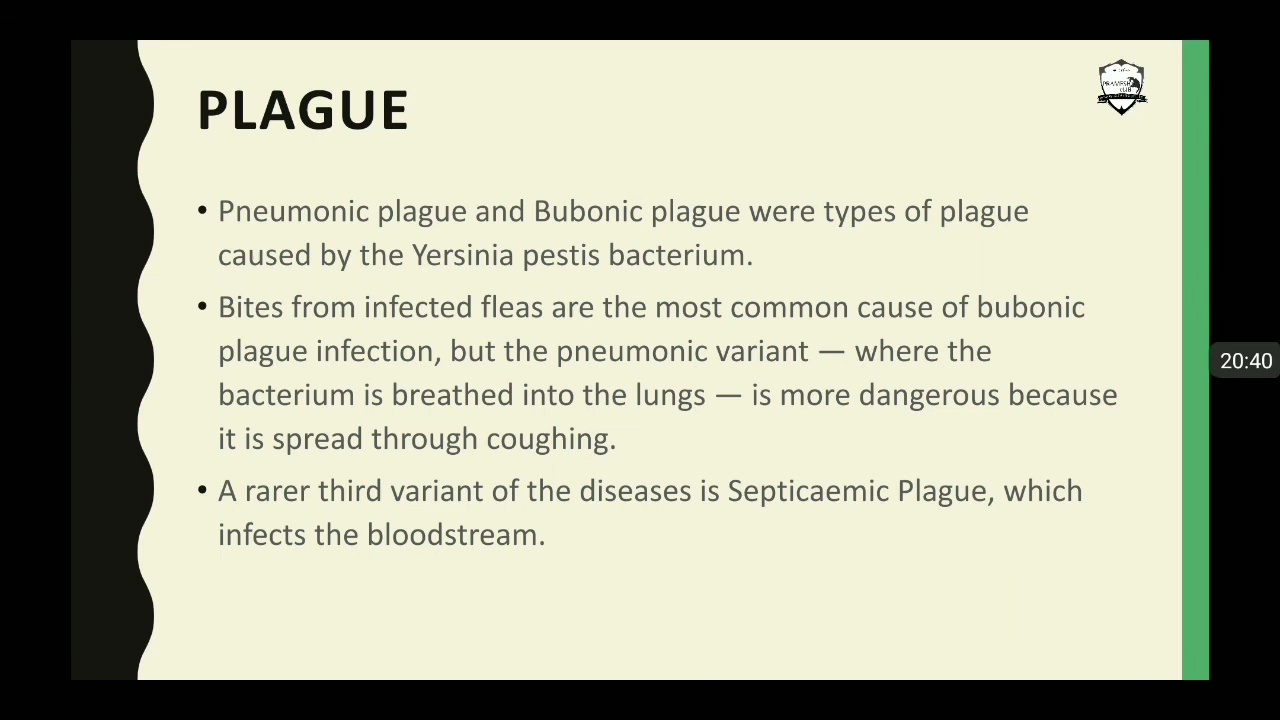 PLAGUE
• Pneumonic plague and Bubonic plague were types of plague
caused by the Yersinia pestis bacterium.
• Bites from infected fleas are the most common cause of bubonic
plague infection, but the pneumonic variant — where the
bacterium is breathed into the lungs — is more dangerous because
it is spread through coughing.
• A rarer third variant of the diseases is Septicaemic Plague, which
infects the bloodstream.
20:40